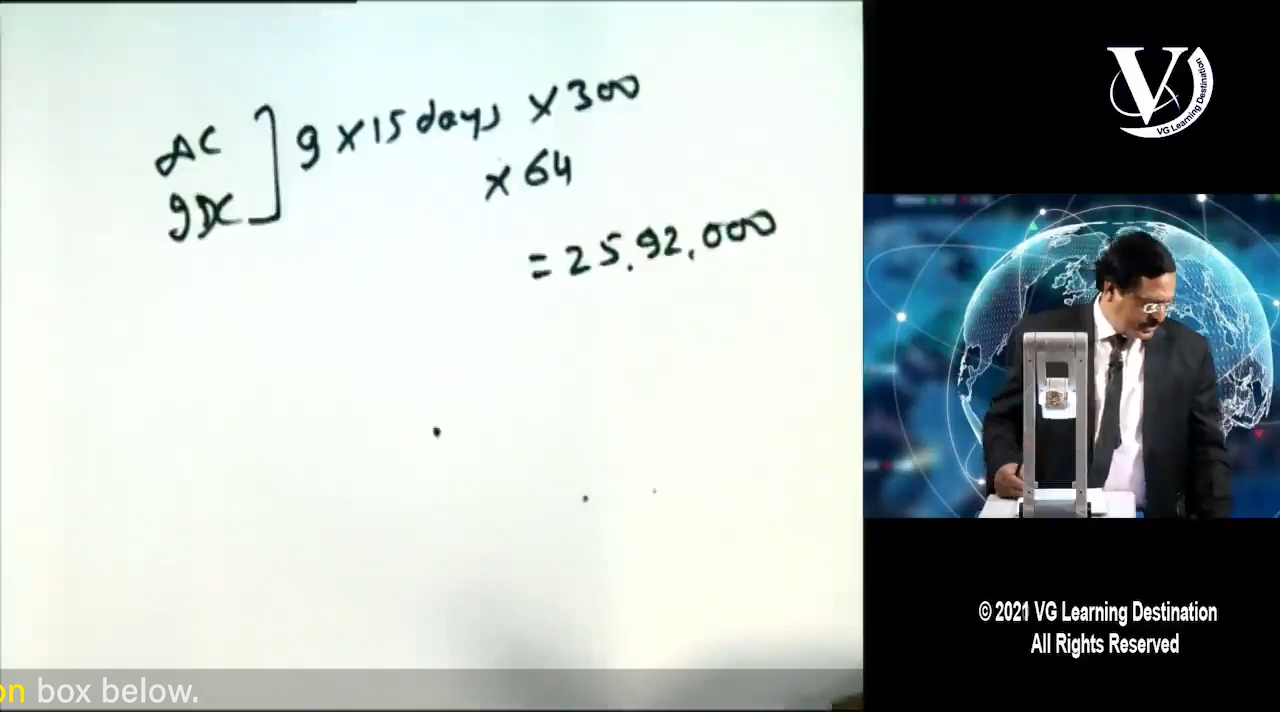 AC
9DC
] 9 x 15 days x 300
x 64
= 25,92,000
V
VG Learning Destination
© 2021 VG Learning Destination
All Rights Reserved
on box below.